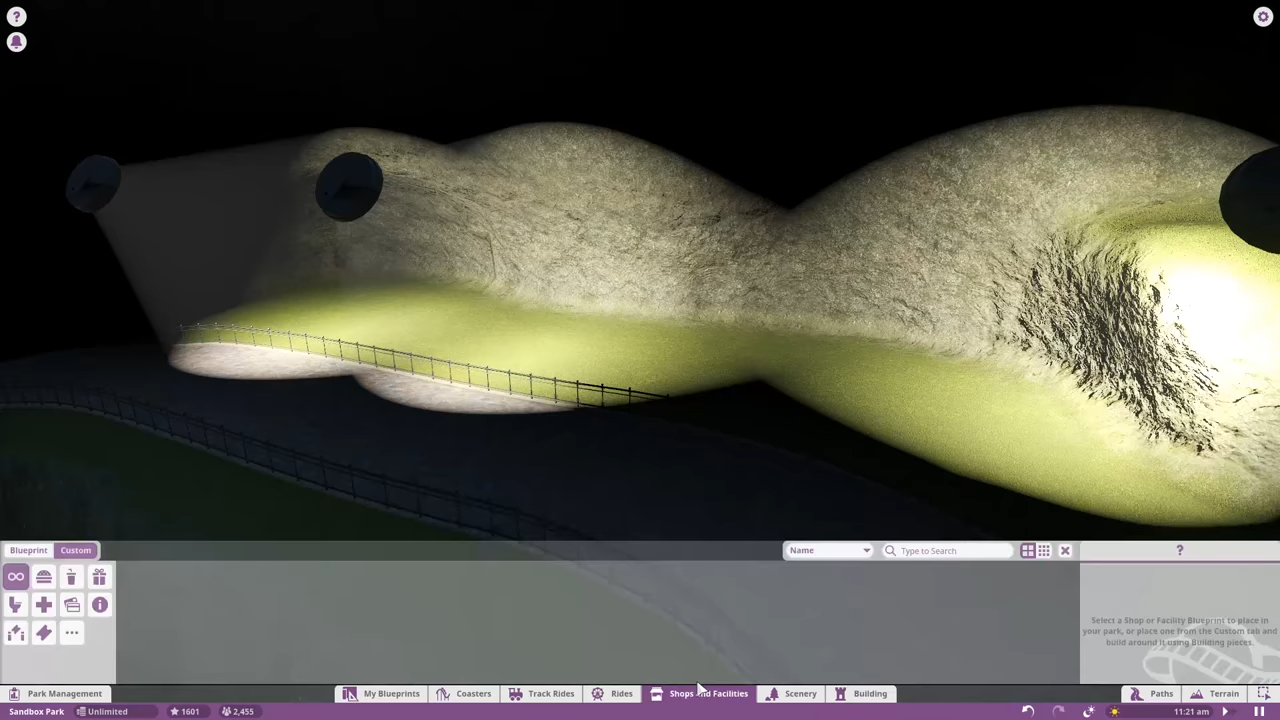 Blueprint Custom Name Type to Search ?
Select a Shop or Facility Blueprint to place in
your park, or place one from the Custom tab and
build around it using Building pieces.
Park Management My Blueprints Coasters Track Rides Rides Shops and Facilities Scenery Building Paths Terrain
Sandbox Park Unlimited 1601 2,455 11:21 am